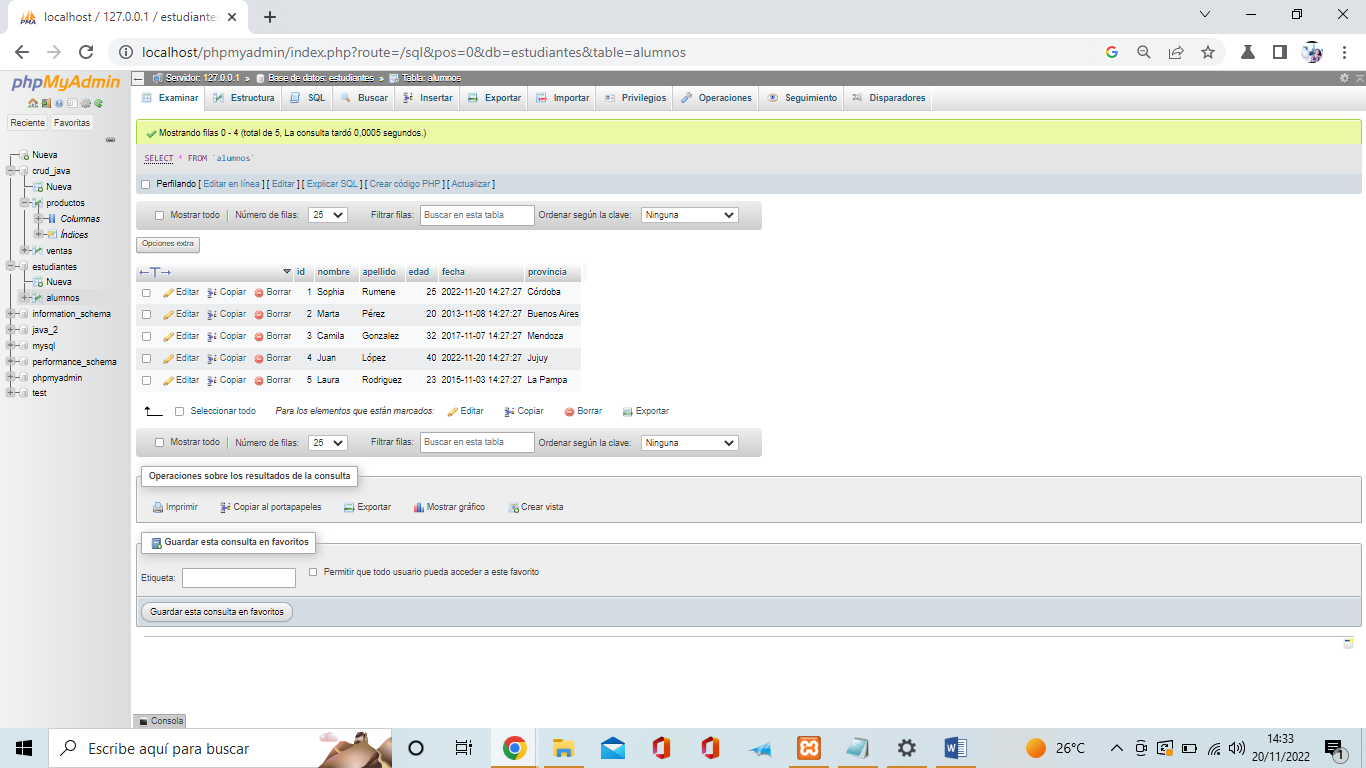 localhost / 127.0.0.1 / estudiantes
localhost/phpmyadmin/index.php?route=/sql&pos=0&db=estudiantes&table=alumnos
phpMyAdmin
Reciente Favoritas
Nueva
crud_java
Nueva
productos
Columnas
Índices
ventas
estudiantes
Nueva
alumnos
information_schema
java_2
mysql
performance_schema
phpmyadmin
test
Servidor: 127.0.0.1 » Base de datos: estudiantes » Tabla: alumnos
Examinar Estructura SQL Buscar Insertar Exportar Importar Privilegios Operaciones Seguimiento Disparadores
Mostrando filas 0 - 4 (total de 5, La consulta tardó 0,0005 segundos.)
SELECT * FROM `alumnos`
Perfilando [ Editar en línea ] [ Editar ] [ Explicar SQL ] [ Crear código PHP ] [ Actualizar ]
Mostrar todo | Número de filas: 25 Filtrar filas: Buscar en esta tabla Ordenar según la clave: Ninguna
Opciones extra
←T→ id nombre apellido edad fecha provincia
Editar Copiar Borrar 1 Sophia Rumene 25 2022-11-20 14:27:27 Córdoba
Editar Copiar Borrar 2 Marta Pérez 20 2013-11-08 14:27:27 Buenos Aires
Editar Copiar Borrar 3 Camila Gonzalez 32 2017-11-07 14:27:27 Mendoza
Editar Copiar Borrar 4 Juan López 40 2022-11-20 14:27:27 Jujuy
Editar Copiar Borrar 5 Laura Rodriguez 23 2015-11-03 14:27:27 La Pampa
Seleccionar todo Para los elementos que están marcados: Editar Copiar Borrar Exportar
Mostrar todo | Número de filas: 25 Filtrar filas: Buscar en esta tabla Ordenar según la clave: Ninguna
Operaciones sobre los resultados de la consulta
Imprimir Copiar al portapapeles Exportar Mostrar gráfico Crear vista
Guardar esta consulta en favoritos
Etiqueta: Permitir que todo usuario pueda acceder a este favorito
Guardar esta consulta en favoritos
Consola
Escribe aquí para buscar
26°C
14:33
20/11/2022
1